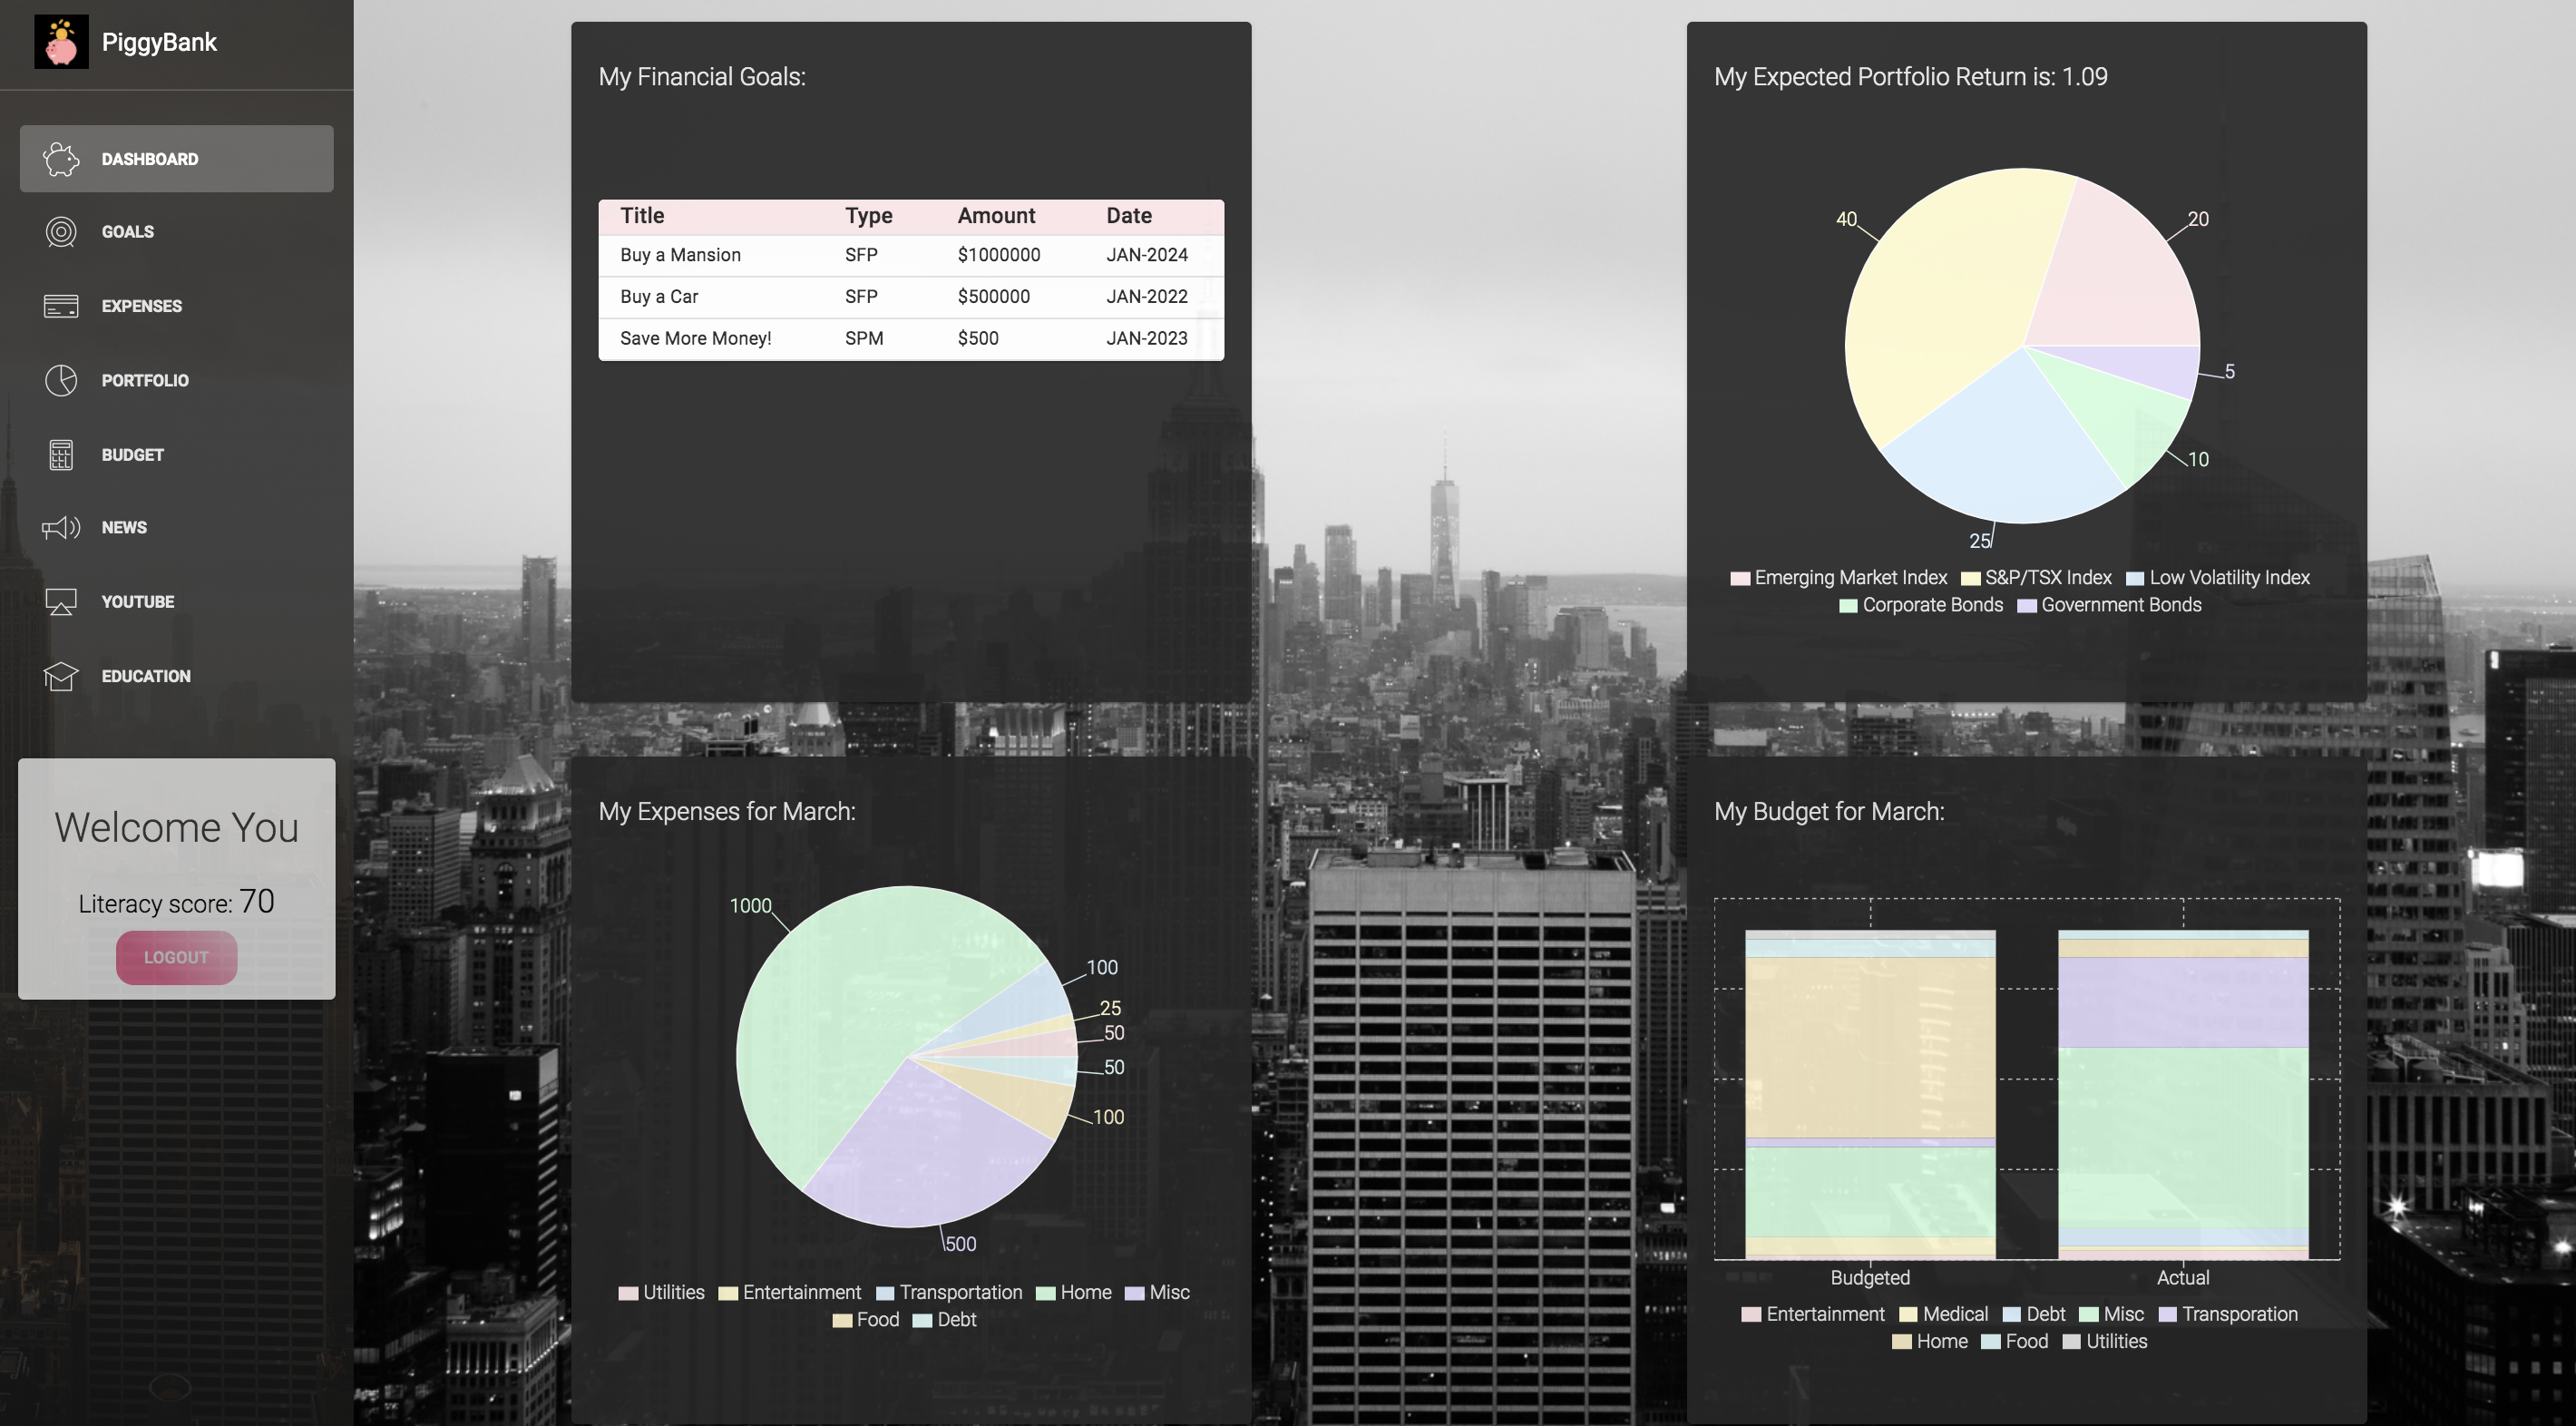 PiggyBank
DASHBOARD
GOALS
EXPENSES
PORTFOLIO
BUDGET
NEWS
YOUTUBE
EDUCATION
Welcome You
Literacy score: 70
LOGOUT
My Financial Goals:
Title Type Amount Date
Buy a Mansion SFP $1000000 JAN-2024
Buy a Car SFP $500000 JAN-2022
Save More Money! SPM $500 JAN-2023
My Expected Portfolio Return is: 1.09
40
20
5
10
25
Emerging Market Index S&P/TSX Index Low Volatility Index
Corporate Bonds Government Bonds
My Expenses for March:
1000
100
25
50
50
100
500
Utilities Entertainment Transportation Home Misc
Food Debt
My Budget for March:
Budgeted Actual
Entertainment Medical Debt Misc Transporation
Home Food Utilities